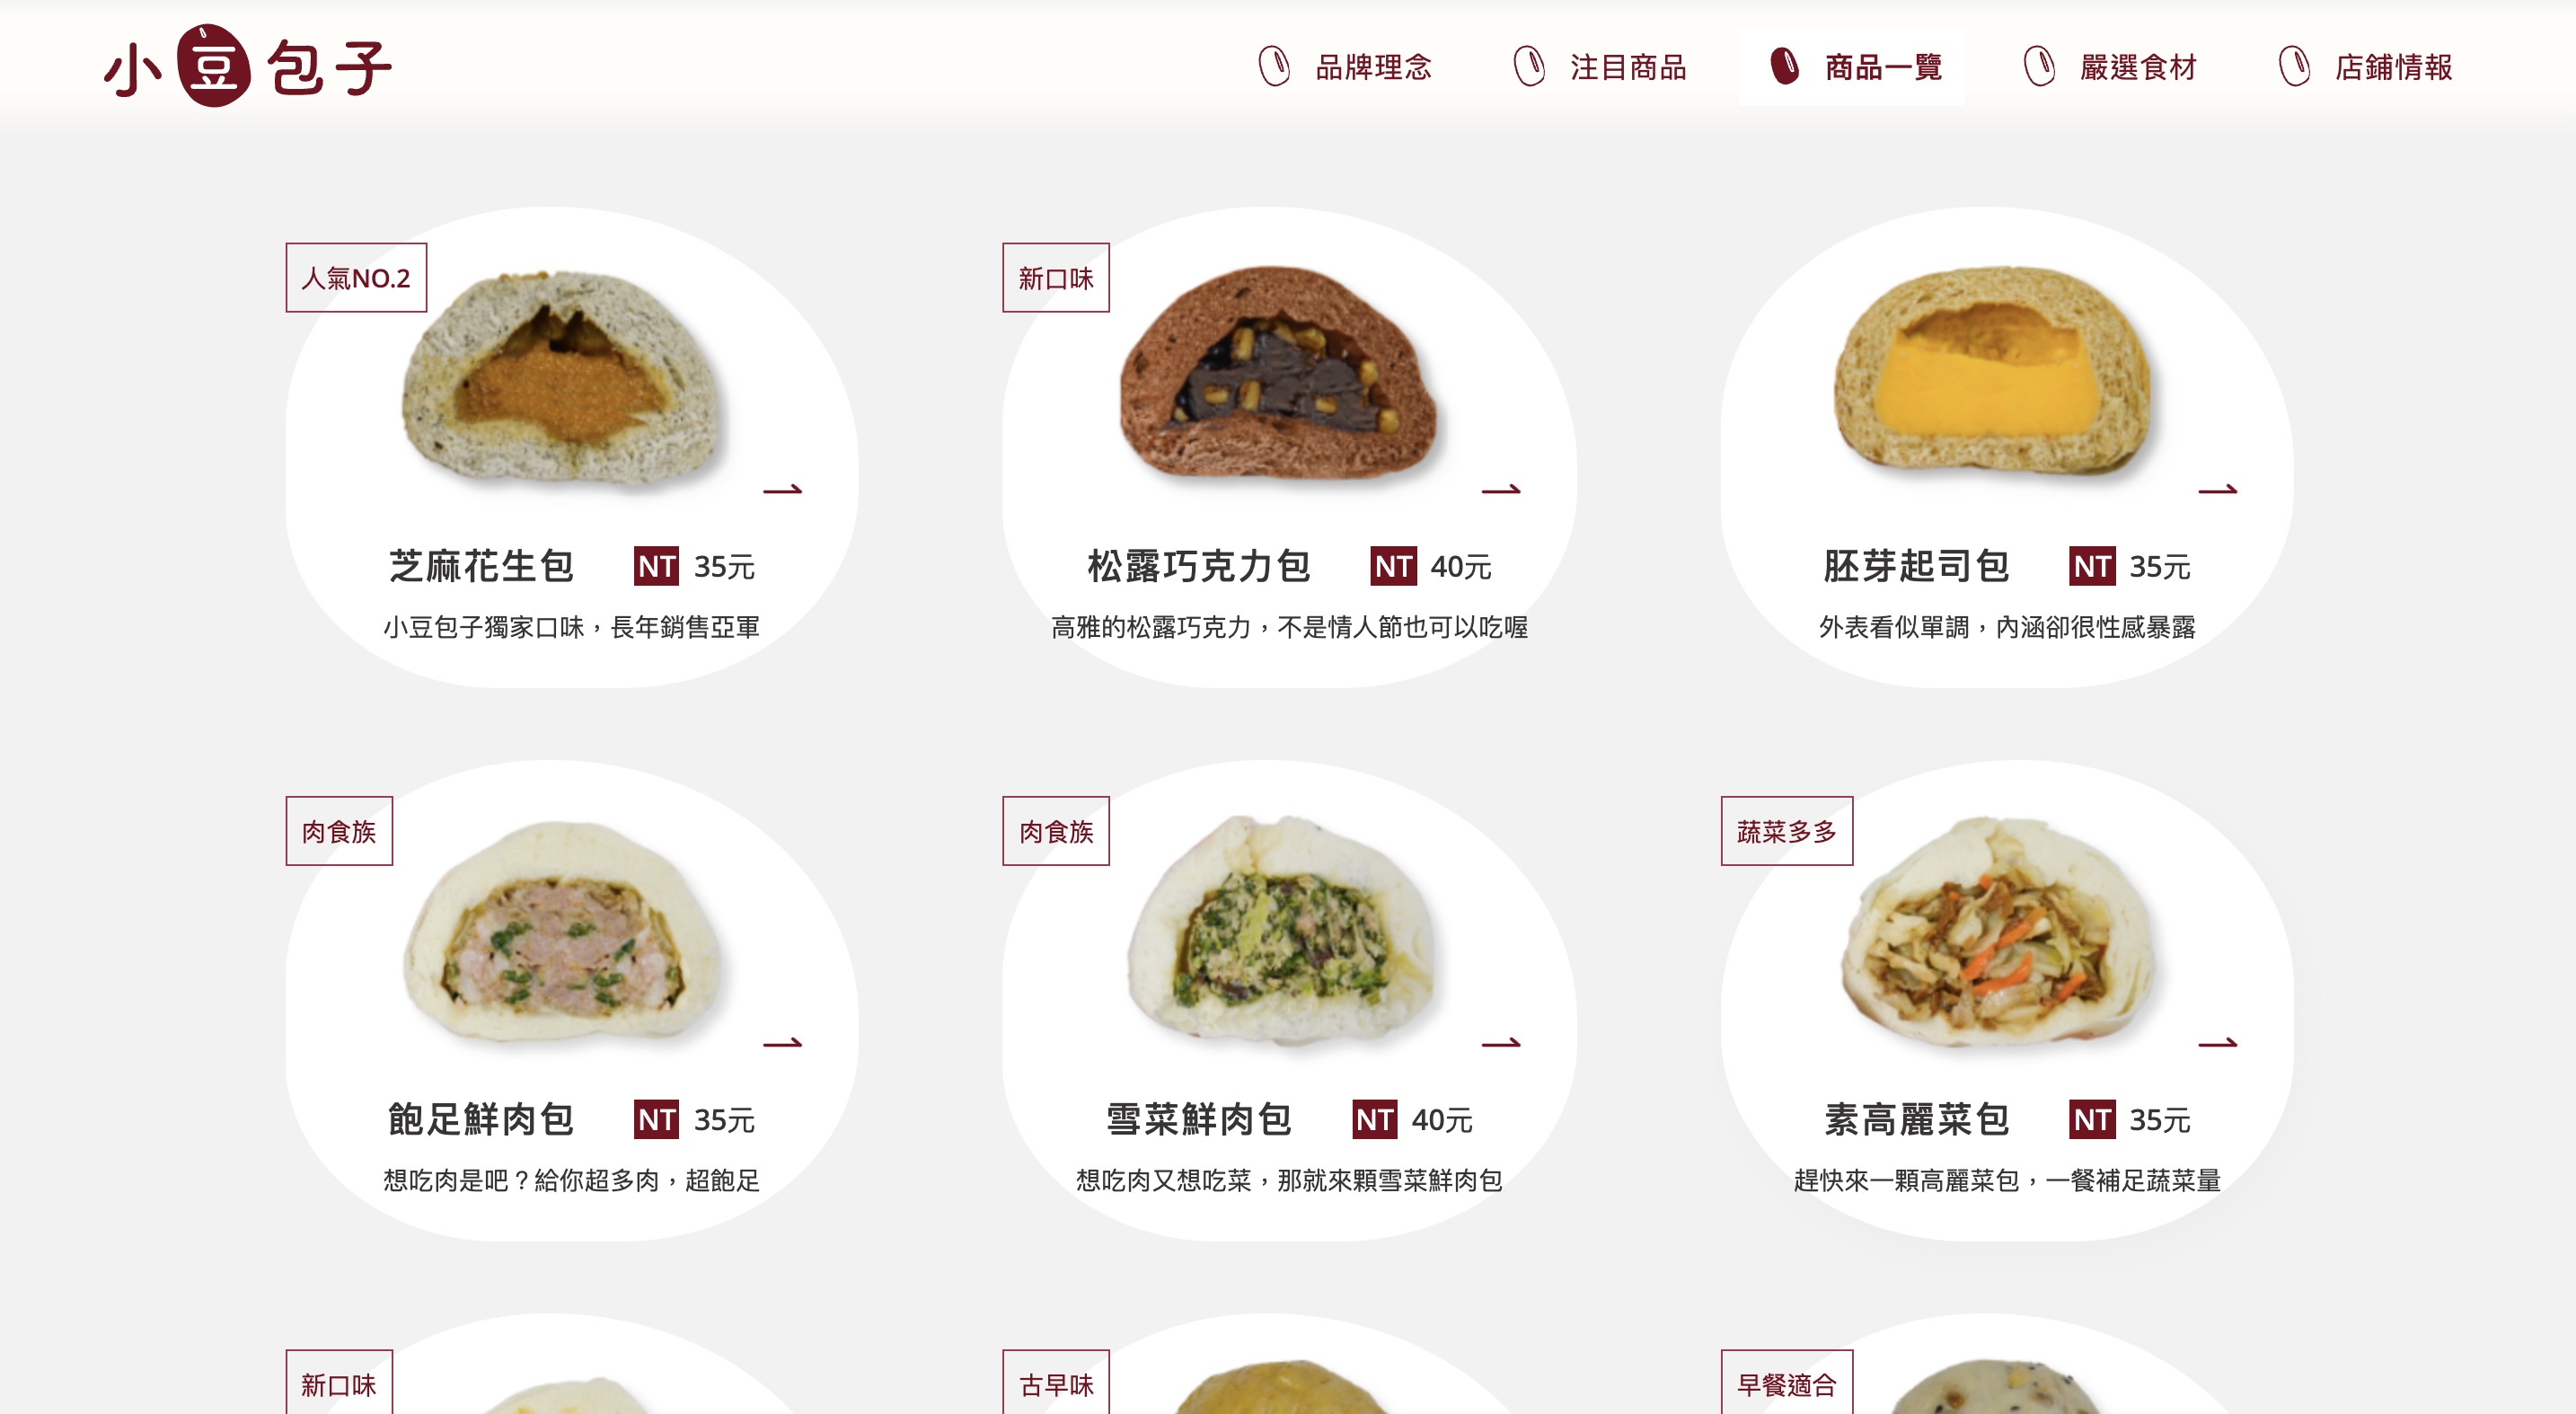 小豆包子
品牌理念
注目商品
商品一覽
嚴選食材
店鋪情報
人氣NO.2
芝麻花生包 NT 35元
小豆包子獨家口味，長年銷售亞軍
新口味
松露巧克力包 NT 40元
高雅的松露巧克力，不是情人節也可以吃喔
胚芽起司包 NT 35元
外表看似單調，內涵卻很性感暴露
肉食族
飽足鮮肉包 NT 35元
想吃肉是吧？給你超多肉，超飽足
肉食族
雪菜鮮肉包 NT 40元
想吃肉又想吃菜，那就來顆雪菜鮮肉包
蔬菜多多
素高麗菜包 NT 35元
趕快來一顆高麗菜包，一餐補足蔬菜量
新口味
古早味
早餐適合